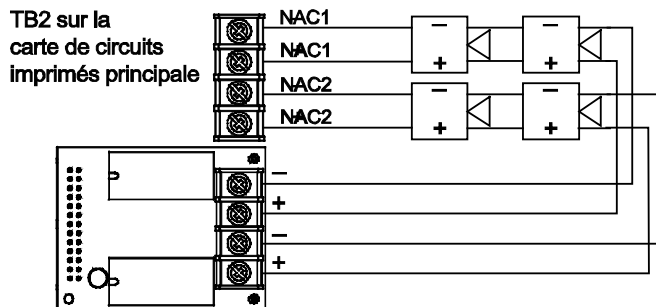 TB2 sur la
carte de circuits
imprimés principale
NAC1
NAC1
NAC2
NAC2
− −
+ +
− −
+ +
−
+
−
+